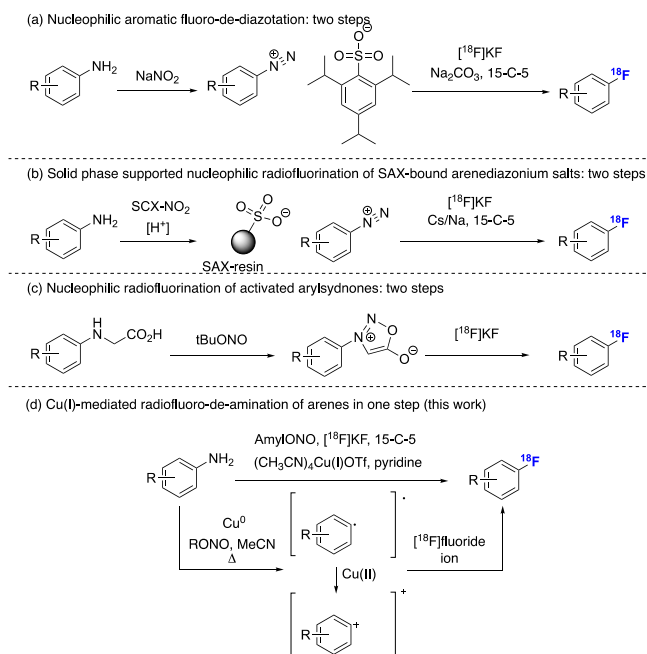 (a) Nucleophilic aromatic fluoro-de-diazotation: two steps
R
NH₂
NaNO₂
R
N
⊕
N
O⊖
O=S=O
[¹⁸F]KF
Na₂CO₃, 15-C-5
R
¹⁸F
(b) Solid phase supported nucleophilic radiofluorination of SAX-bound arenediazonium salts: two steps
R
NH₂
SCX-NO₂
[H⁺]
O
S
O
O⊖
SAX-resin
R
N
⊕
N
[¹⁸F]KF
Cs/Na, 15-C-5
R
¹⁸F
(c) Nucleophilic radiofluorination of activated arylsydnones: two steps
R
H
N
CO₂H
tBuONO
R
N
⊕
N
O
O⊖
[¹⁸F]KF
R
¹⁸F
(d) Cu(I)-mediated radiofluoro-de-amination of arenes in one step (this work)
R
NH₂
AmylONO, [¹⁸F]KF, 15-C-5
(CH₃CN)₄Cu(I)OTf, pyridine
R
¹⁸F
Cu⁰
RONO, MeCN
Δ
R
·
·
Cu(II)
[¹⁸F]fluoride
ion
R
+
+